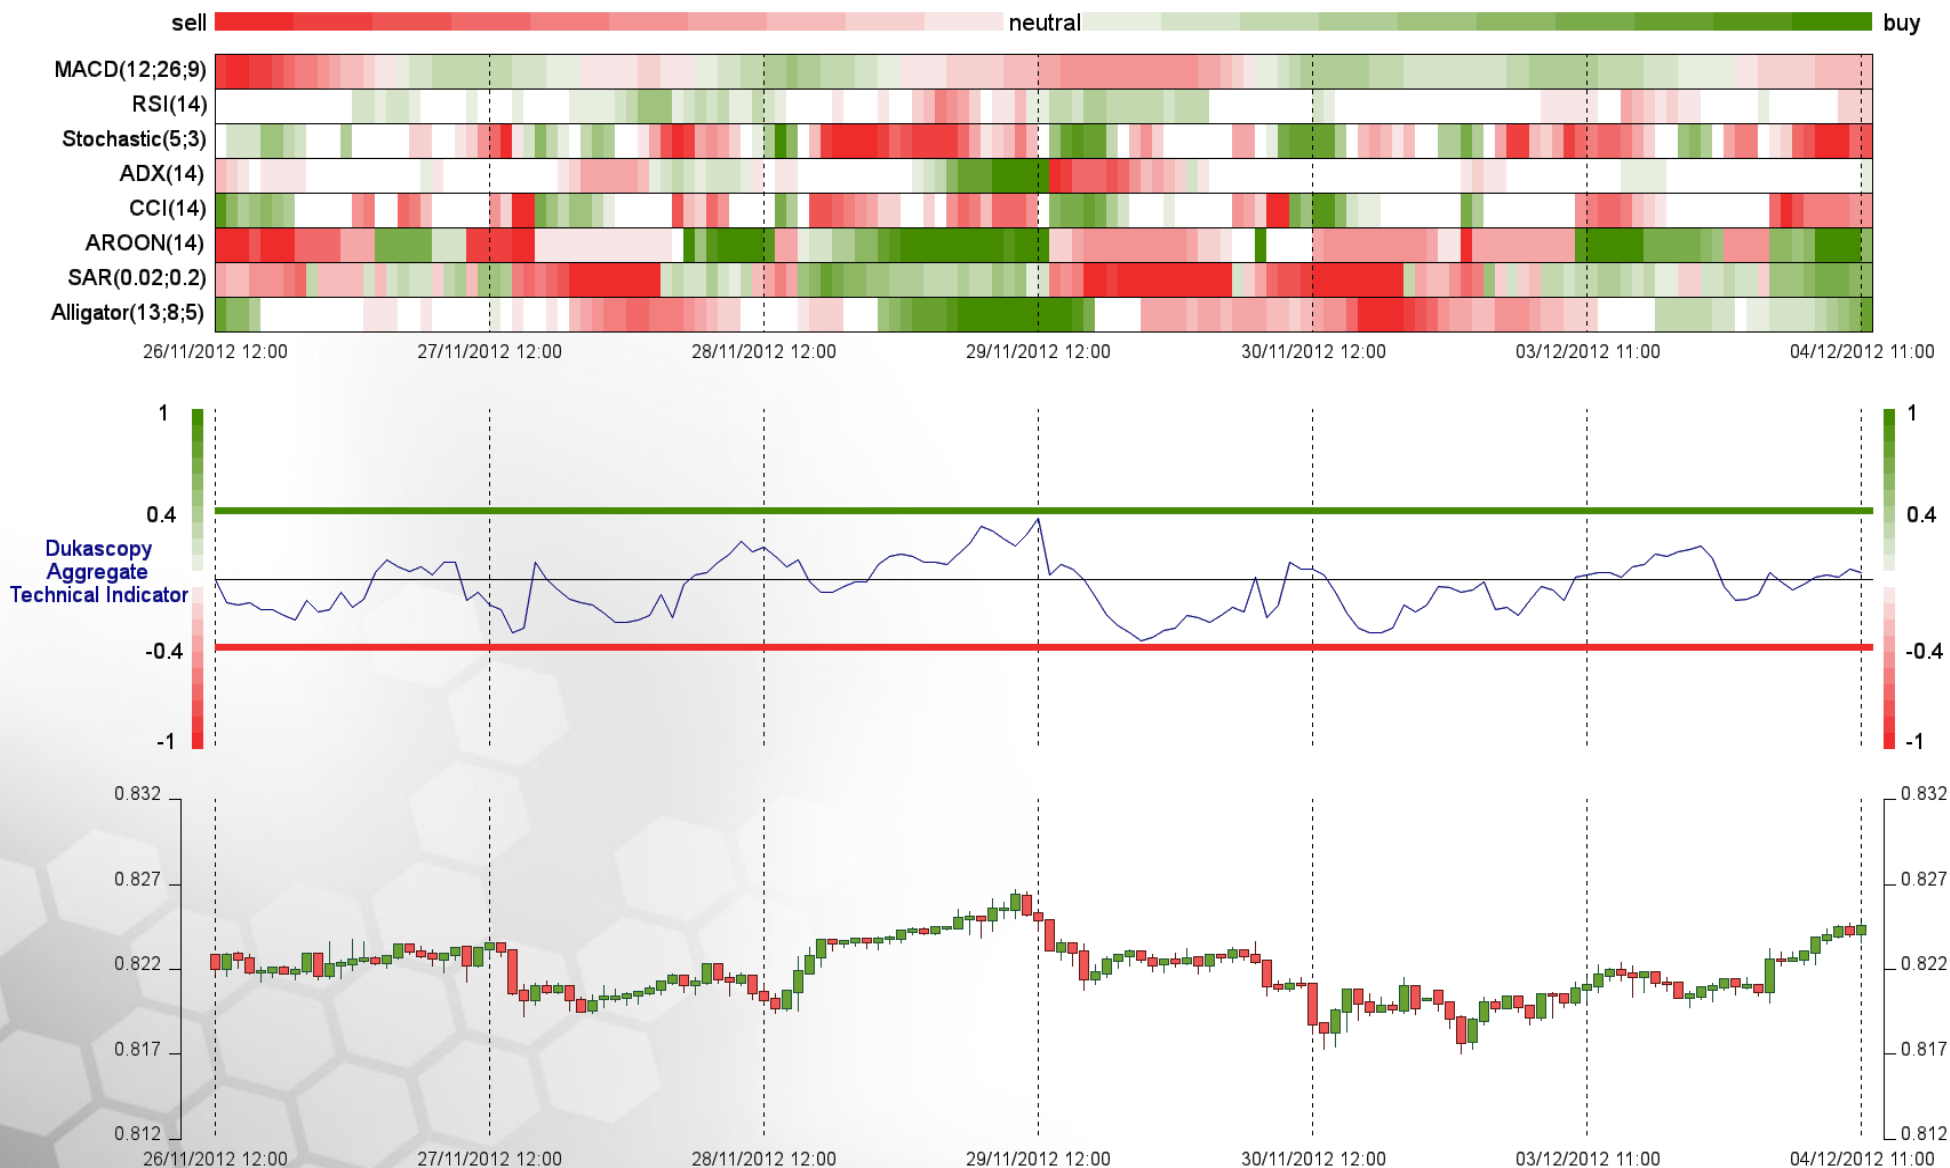 sell neutral buy
MACD(12;26;9)
RSI(14)
Stochastic(5;3)
ADX(14)
CCI(14)
AROON(14)
SAR(0.02;0.2)
Alligator(13;8;5)
26/11/2012 12:00 27/11/2012 12:00 28/11/2012 12:00 29/11/2012 12:00 30/11/2012 12:00 03/12/2012 11:00 04/12/2012 11:00
1 1
0.4 0.4
Dukascopy
Aggregate
Technical Indicator
-0.4 -0.4
-1 -1
0.832 0.832
0.827 0.827
0.822 0.822
0.817 0.817
0.812 0.812
26/11/2012 12:00 27/11/2012 12:00 28/11/2012 12:00 29/11/2012 12:00 30/11/2012 12:00 03/12/2012 11:00 04/12/2012 11:00